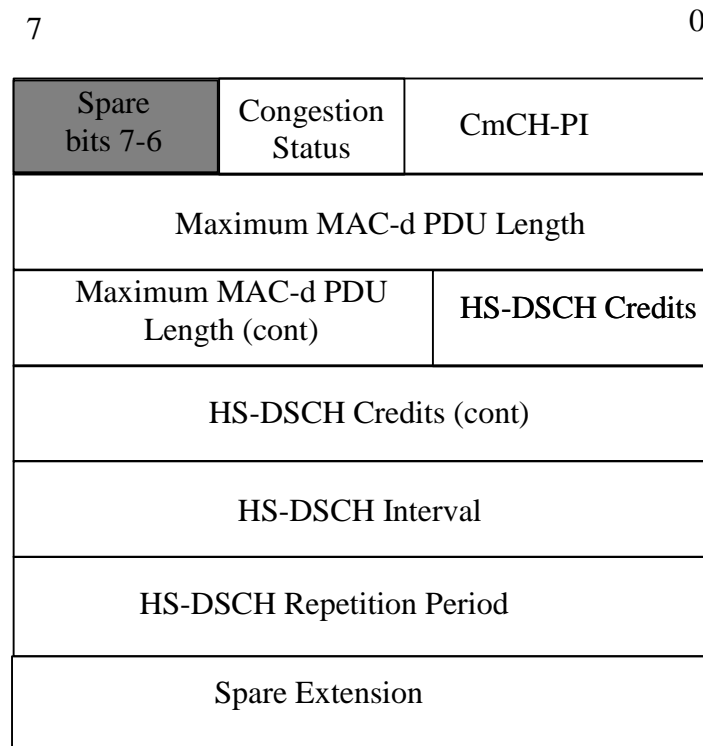 7 0
Spare
bits 7-6
Congestion
Status
CmCH-PI
Maximum MAC-d PDU Length
Maximum MAC-d PDU
Length (cont)
HS-DSCH Credits
HS-DSCH Credits (cont)
HS-DSCH Interval
HS-DSCH Repetition Period
Spare Extension